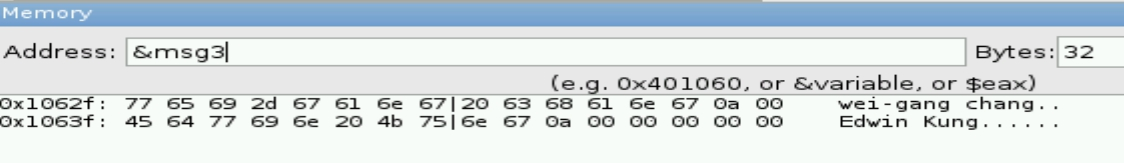 Memory
Address: &msg3 Bytes: 32
(e.g. 0x401060, or &variable, or $eax)
0x1062f: 77 65 69 2d 67 61 6e 67|20 63 68 61 6e 67 0a 00 wei-gang chang..
0x1063f: 45 64 77 69 6e 20 4b 75|6e 67 0a 00 00 00 00 00 Edwin Kung......